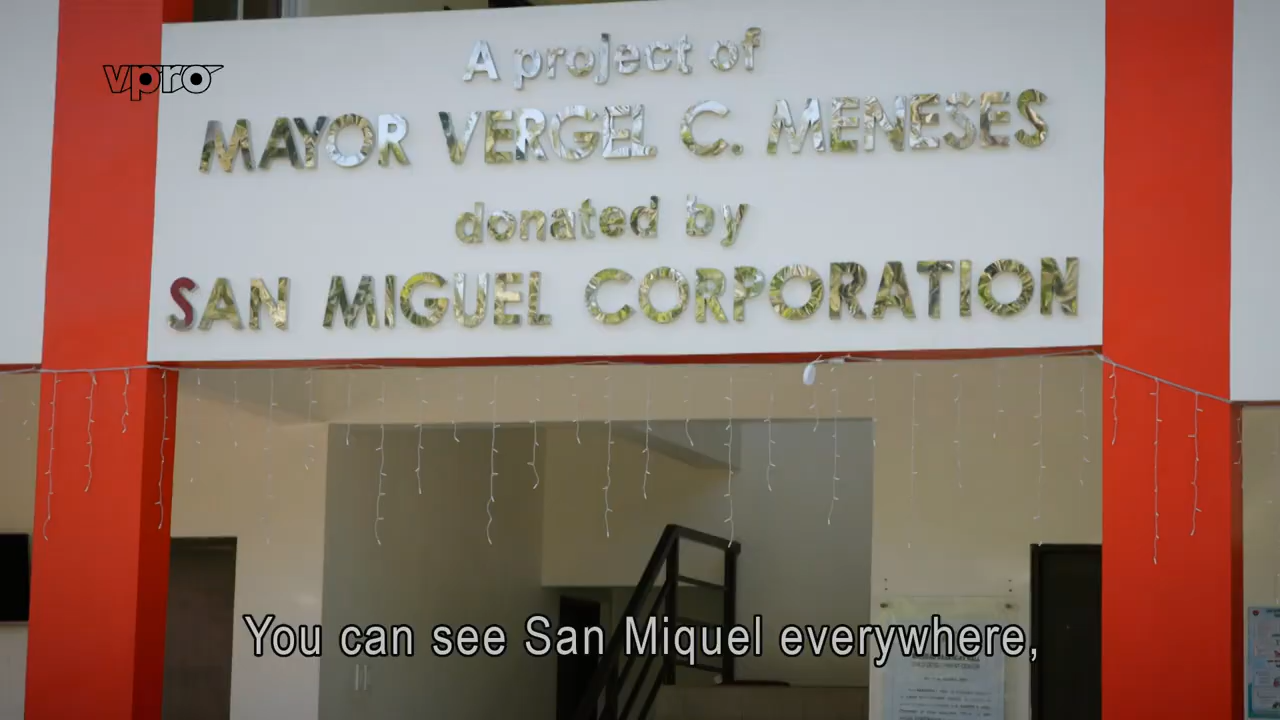 vpro
A project of
MAYOR VERGEL C. MENESES
donated by
SAN MIGUEL CORPORATION
You can see San Miquel everywhere,